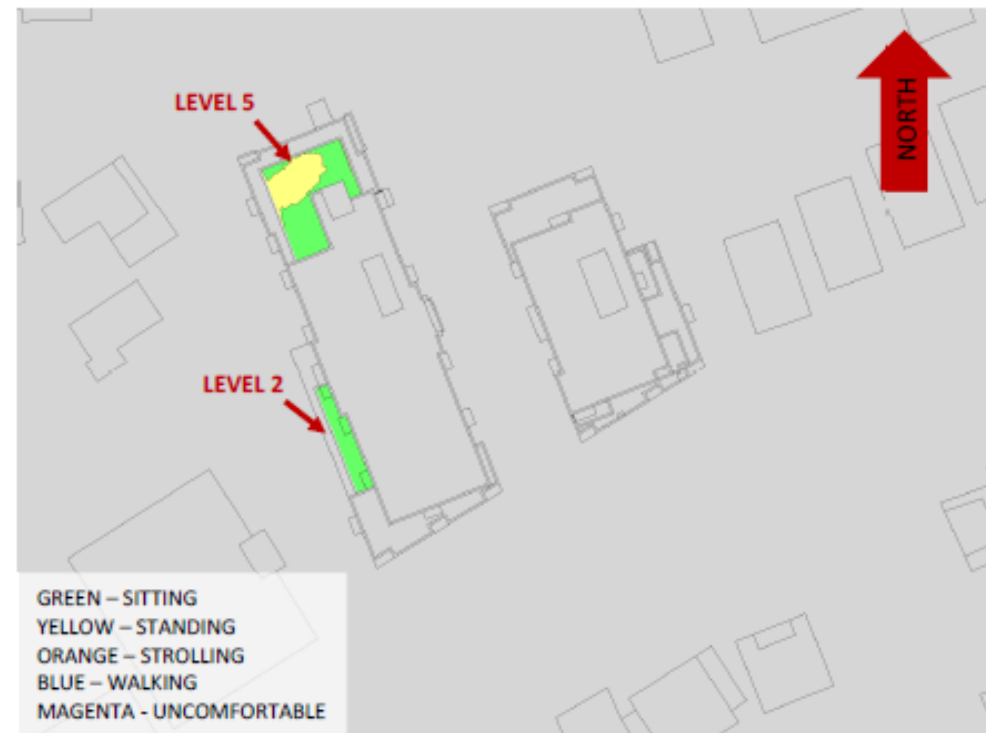 LEVEL 5
NORTH
LEVEL 2
GREEN – SITTING
YELLOW – STANDING
ORANGE – STROLLING
BLUE – WALKING
MAGENTA - UNCOMFORTABLE